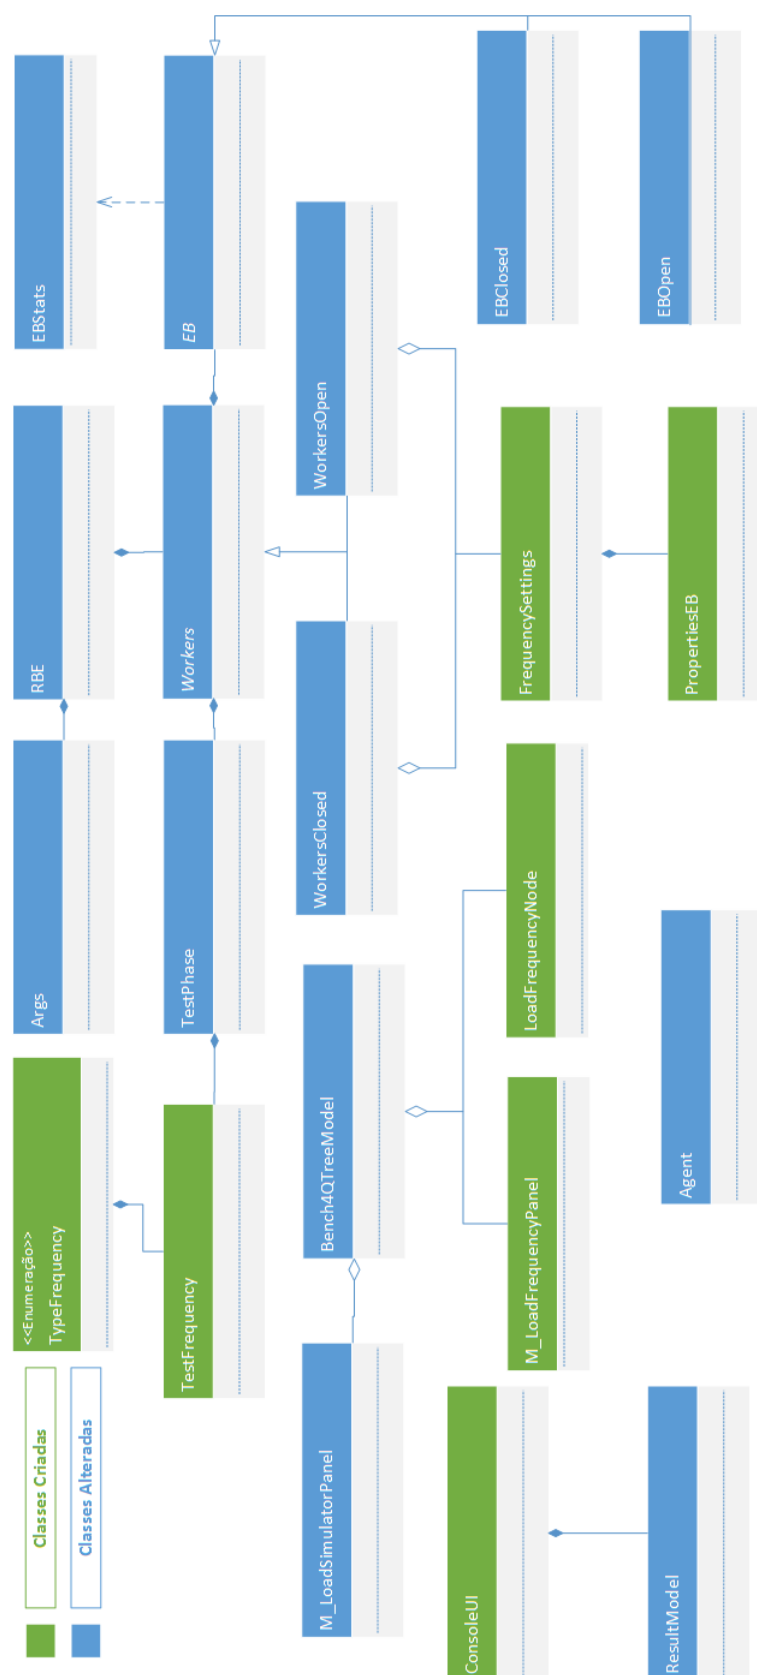 Classes Criadas
Classes Alteradas
<<Enumeração>>
TypeFrequency
Args
RBE
EBStats
TestFrequency
TestPhase
Workers
EB
M_LoadSimulatorPanel
Bench4QTreeModel
WorkersClosed
WorkersOpen
ConsoleUI
M_LoadFrequencyPanel
LoadFrequencyNode
FrequencySettings
EBClosed
ResultModel
Agent
PropertiesEB
EBOpen